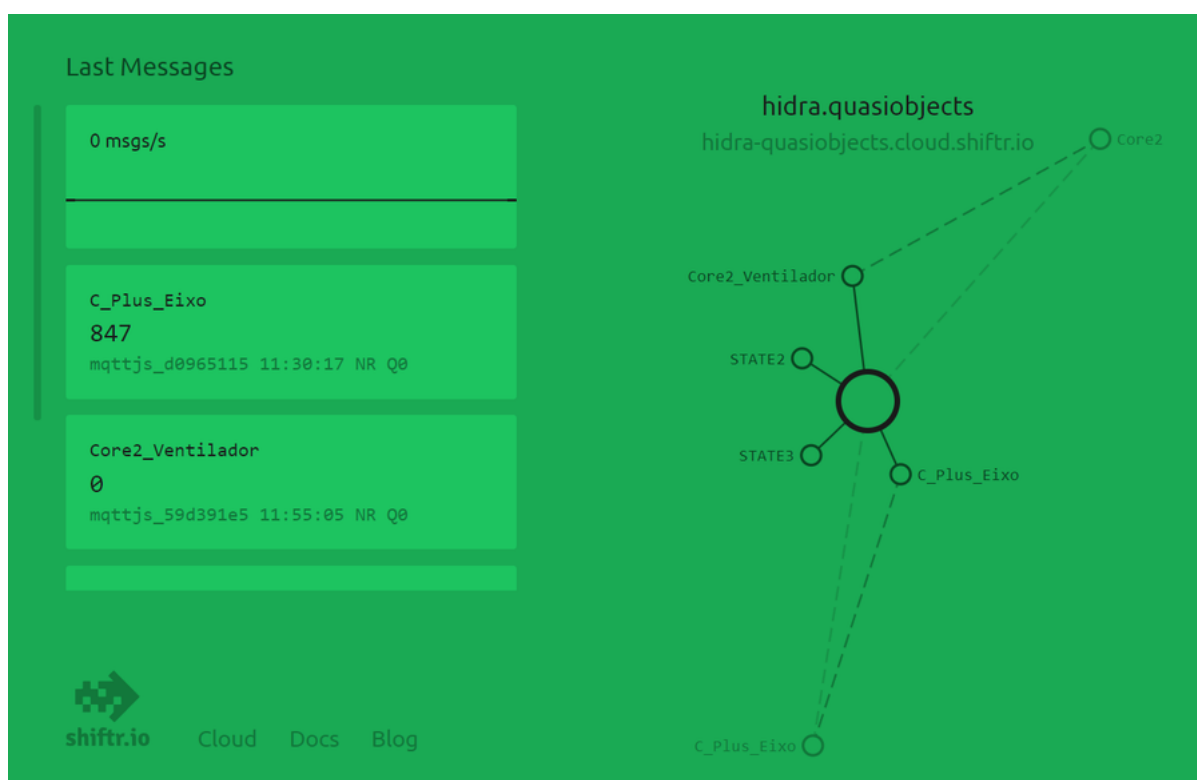 Last Messages
0 msgs/s
C_Plus_Eixo
847
mqttjs_d0965115 11:30:17 NR Q0
Core2_Ventilador
0
mqttjs_59d391e5 11:55:05 NR Q0
shiftr.io
Cloud Docs Blog
hidra.quasiobjects
hidra-quasiobjects.cloud.shiftr.io
Core2
Core2_Ventilador
STATE2
STATE3
C_Plus_Eixo
C_Plus_Eixo